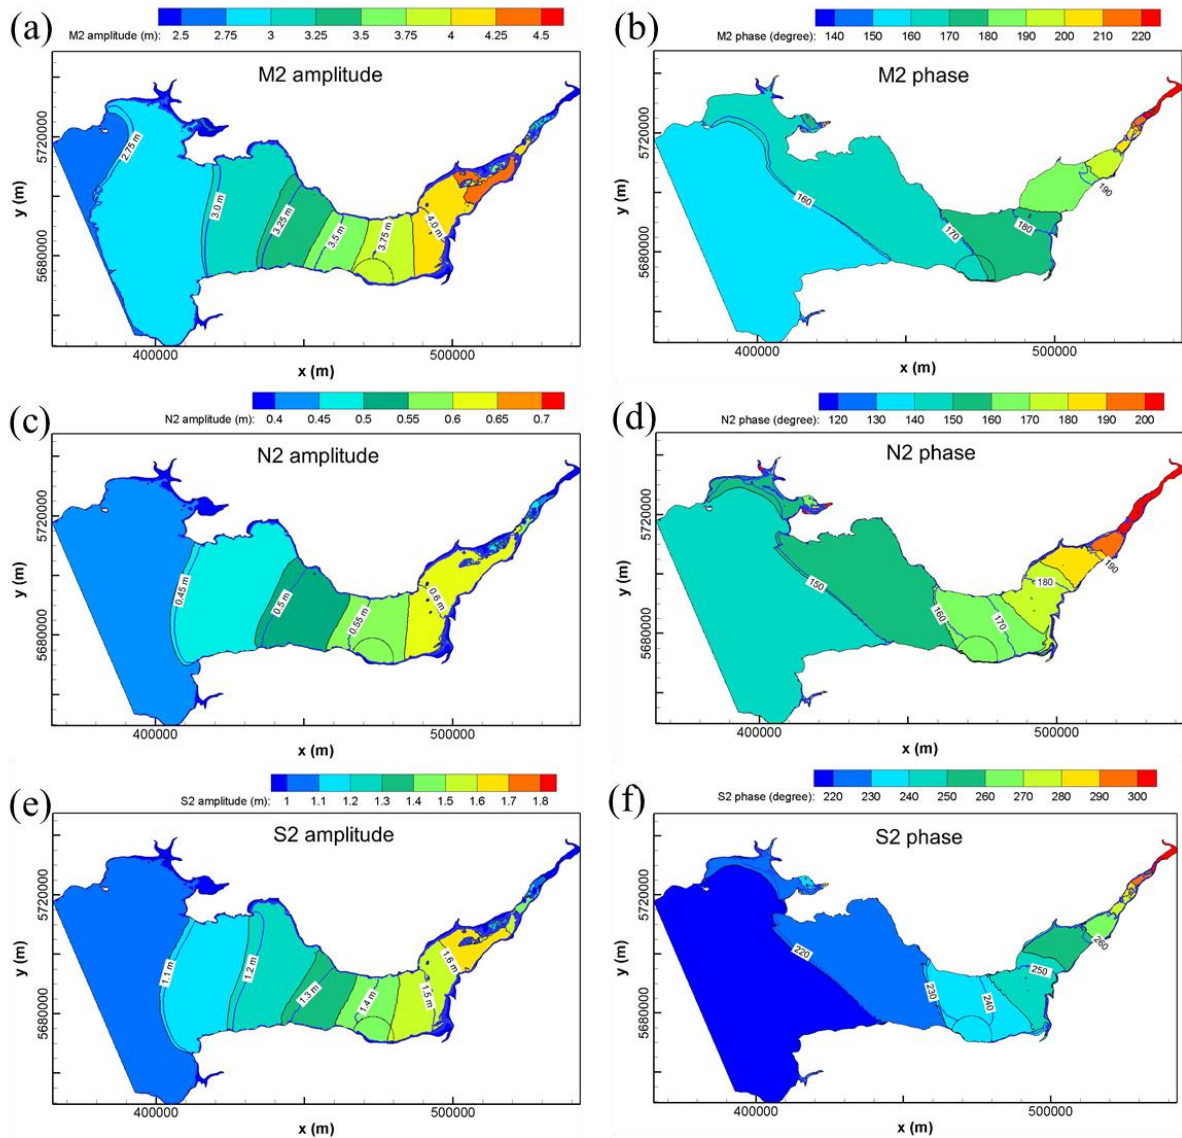 (a)
M2 amplitude (m): 2.5 2.75 3 3.25 3.5 3.75 4 4.25 4.5
M2 amplitude
2.75 m
3.0 m
3.25 m
3.5 m
3.75 m
4.0 m
y (m)
5720000
5680000
400000 500000
x (m)
(b)
M2 phase (degree): 140 150 160 170 180 190 200 210 220
M2 phase
160
170
180
190
y (m)
5720000
5680000
400000 500000
x (m)
(c)
N2 amplitude (m): 0.4 0.45 0.5 0.55 0.6 0.65 0.7
N2 amplitude
0.45 m
0.5 m
0.55 m
0.6 m
y (m)
5720000
5680000
400000 500000
x (m)
(d)
N2 phase (degree): 120 130 140 150 160 170 180 190 200
N2 phase
150
160
170
180
190
y (m)
5720000
5680000
400000 500000
x (m)
(e)
S2 amplitude (m): 1 1.1 1.2 1.3 1.4 1.5 1.6 1.7 1.8
S2 amplitude
1.1 m
1.2 m
1.3 m
1.4 m
1.5 m
1.6 m
y (m)
5720000
5680000
400000 500000
x (m)
(f)
S2 phase (degree): 220 230 240 250 260 270 280 290 300
S2 phase
220
230
240
250
260
y (m)
5720000
5680000
400000 500000
x (m)